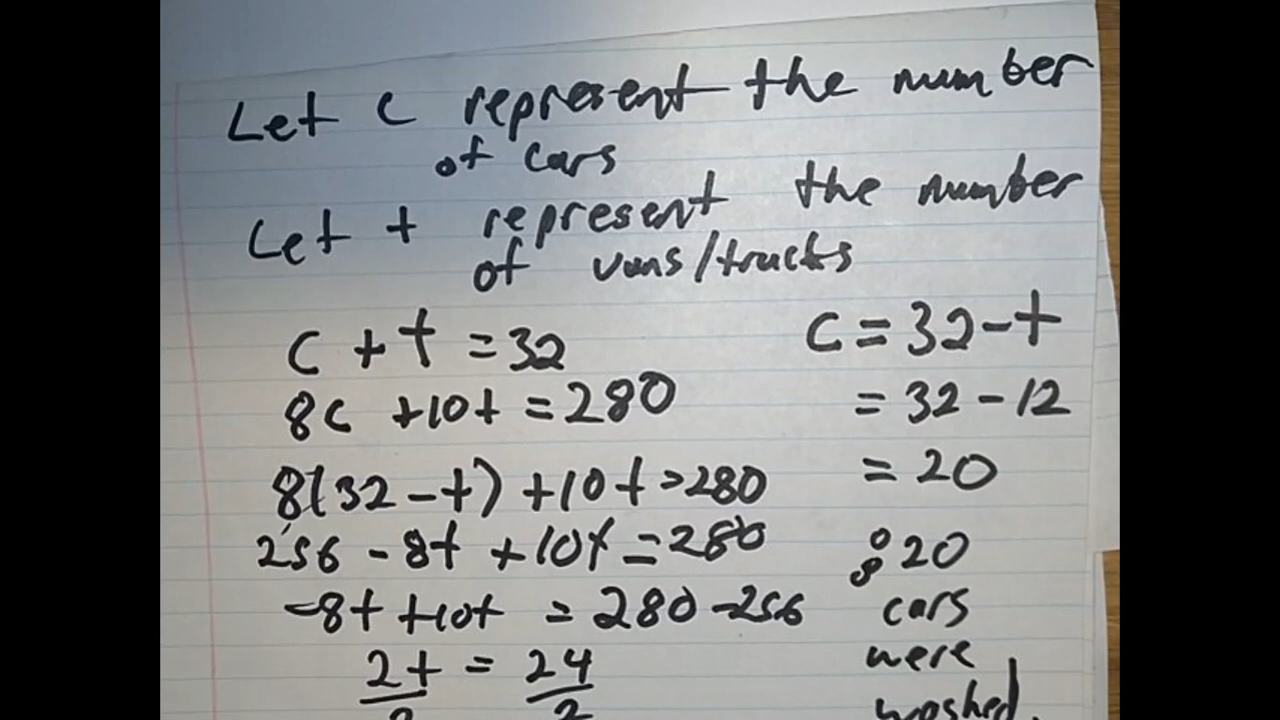 Let c represent the number
of cars
Let t represent the number
of vans/trucks
c + t = 32
8c + 10t = 280
8(32 - t) + 10t = 280
256 - 8t + 10t = 280
-8t + 10t = 280 - 256
2t = 24
2 2
c = 32 - t
= 32 - 12
= 20
∴ 20
cars
were
washed.